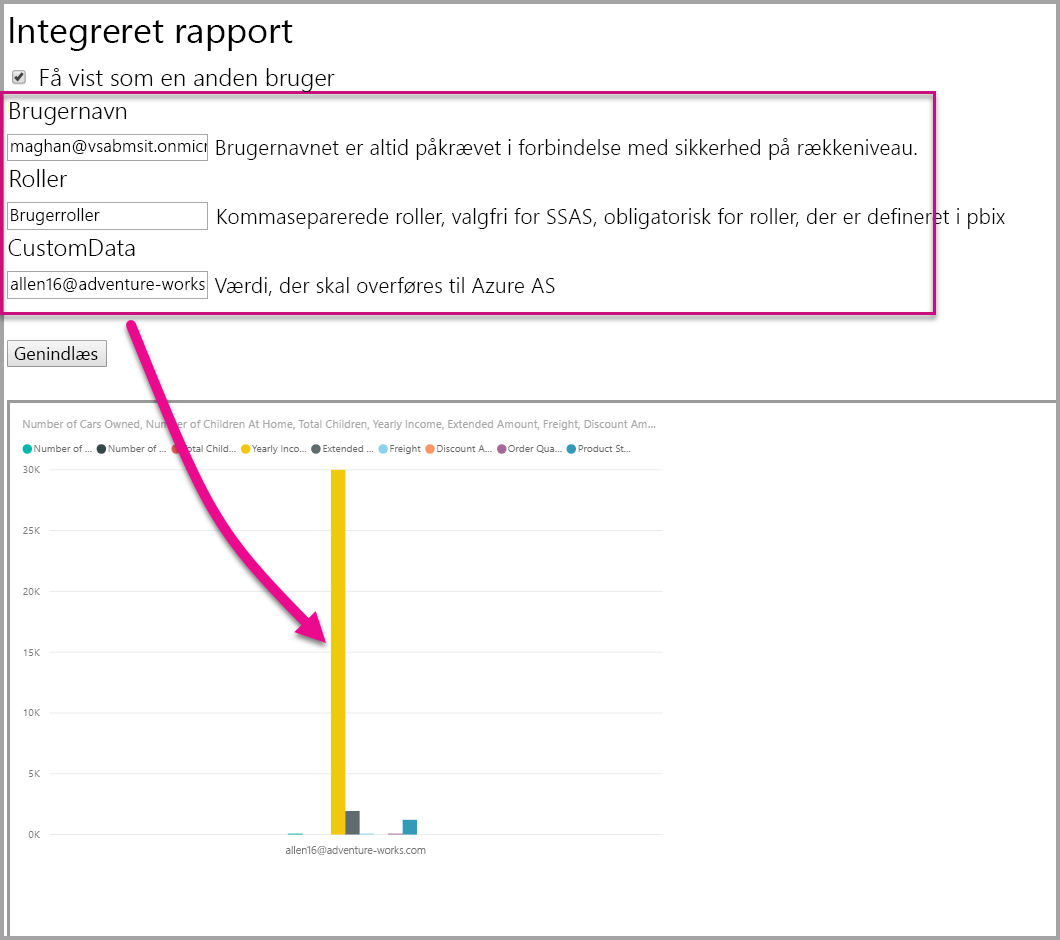 Integreret rapport
Få vist som en anden bruger
Brugernavn
maghan@vsabmsit.onmicr Brugernavnet er altid påkrævet i forbindelse med sikkerhed på rækkeniveau.
Roller
Brugerroller Kommaseparerede roller, valgfri for SSAS, obligatorisk for roller, der er defineret i pbix
CustomData
allen16@adventure-works Værdi, der skal overføres til Azure AS
Genindlæs
Number of Cars Owned, Number of Children At Home, Total Children, Yearly Income, Extended Amount, Freight, Discount Am...
Number of ... Number of ... Total Child... Yearly Inco... Extended ... Freight Discount A... Order Qua... Product St...
30K
25K
20K
15K
10K
5K
0K
allen16@adventure-works.com